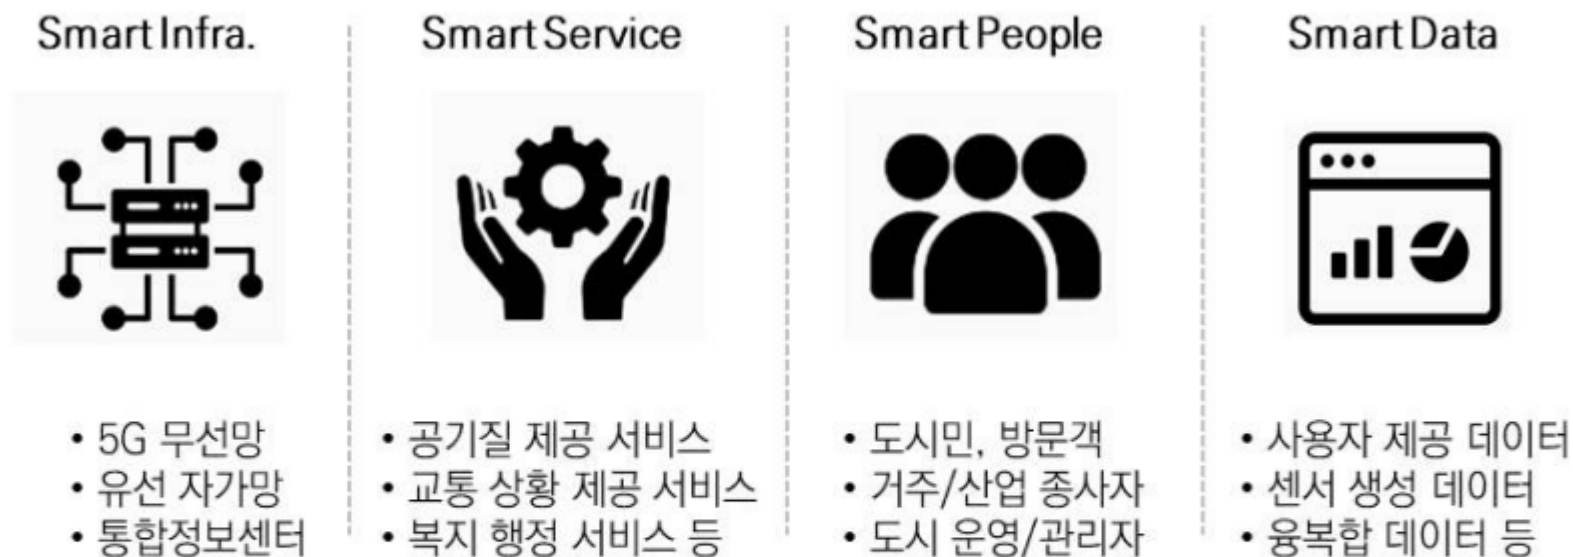 Smart Infra.
• 5G 무선망
• 유선 자가망
• 통합정보센터
Smart Service
• 공기질 제공 서비스
• 교통 상황 제공 서비스
• 복지 행정 서비스 등
Smart People
• 도시민, 방문객
• 거주/산업 종사자
• 도시 운영/관리자
Smart Data
• 사용자 제공 데이터
• 센서 생성 데이터
• 융복합 데이터 등